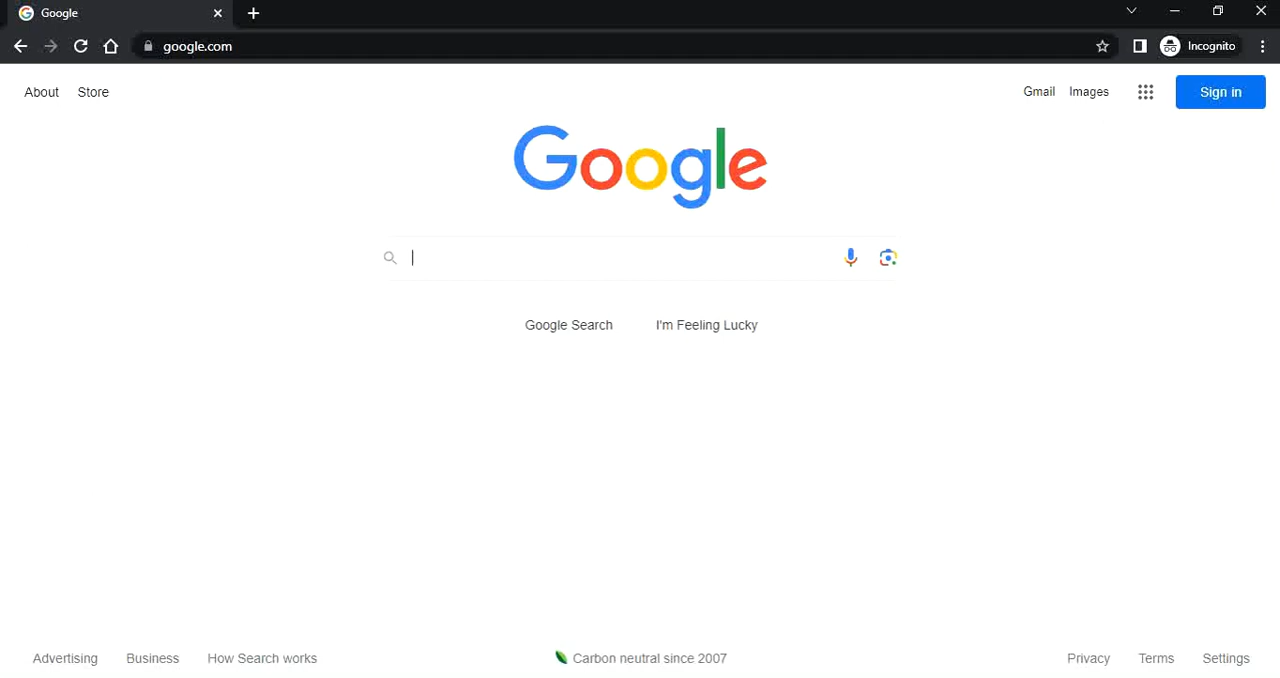 Google
google.com
Incognito
About Store
Gmail Images
Sign in
Google
Google Search I'm Feeling Lucky
Advertising Business How Search works
Carbon neutral since 2007
Privacy Terms Settings